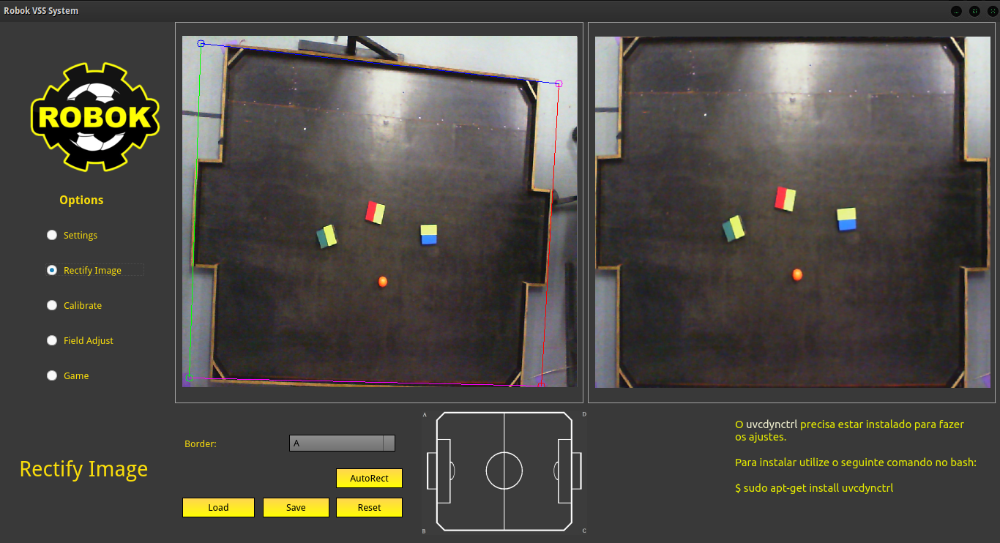 Robok VSS System
ROBOK
Options
Settings
Rectify Image
Calibrate
Field Adjust
Game
Rectify Image
Border:
A
AutoRect
Load
Save
Reset
A
D
B
C
O uvcdynctrl precisa estar instalado para fazer
os ajustes.
Para instalar utilize o seguinte comando no bash:
$ sudo apt-get install uvcdynctrl